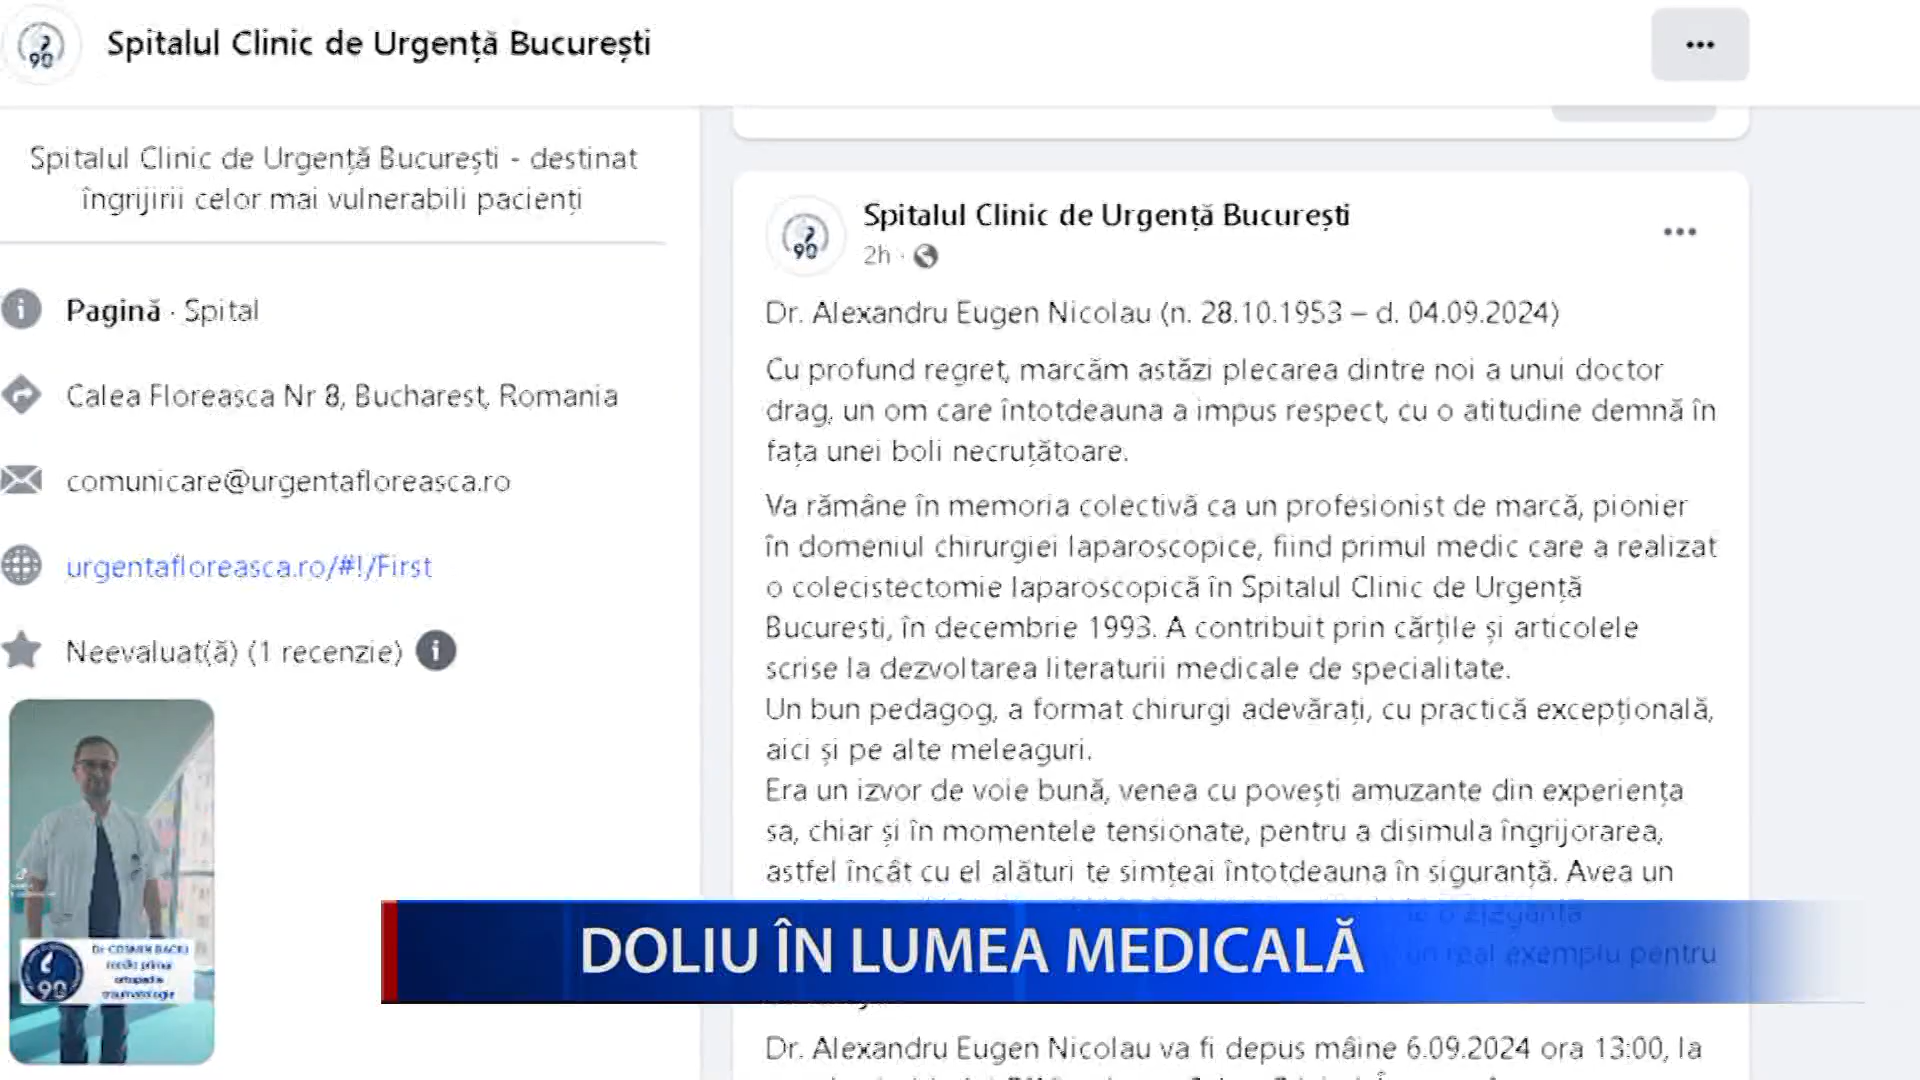 Spitalul Clinic de Urgență București
Spitalul Clinic de Urgență București - destinat
îngrijirii celor mai vulnerabili pacienți
Pagină · Spital
Calea Floreasca Nr 8, Bucharest, Romania
comunicare@urgentafloreasca.ro
urgentafloreasca.ro/#!/First
Neevaluat(ă) (1 recenzie)
90
Spitalul Clinic de Urgență București
2h ·
Dr. Alexandru Eugen Nicolau (n. 28.10.1953 – d. 04.09.2024)
Cu profund regret, marcăm astăzi plecarea dintre noi a unui doctor
drag, un om care întotdeauna a impus respect, cu o atitudine demnă în
fața unei boli necruțătoare.
Va rămâne în memoria colectivă ca un profesionist de marcă, pionier
în domeniul chirurgiei laparoscopice, fiind primul medic care a realizat
o colecistectomie laparoscopică în Spitalul Clinic de Urgență
Bucuresti, în decembrie 1993. A contribuit prin cărțile și articolele
scrise la dezvoltarea literaturii medicale de specialitate.
Un bun pedagog, a format chirurgi adevărați, cu practică excepțională,
aici și pe alte meleaguri.
Era un izvor de voie bună, venea cu povești amuzante din experiența
sa, chiar și în momentele tensionate, pentru a disimula îngrijorarea,
astfel încât cu el alături te simțeai întotdeauna în siguranță. Avea un
o eleganță
un real exemplu pentru
DOLIU ÎN LUMEA MEDICALĂ
Dr. Alexandru Eugen Nicolau va fi depus mâine 6.09.2024 ora 13:00, la